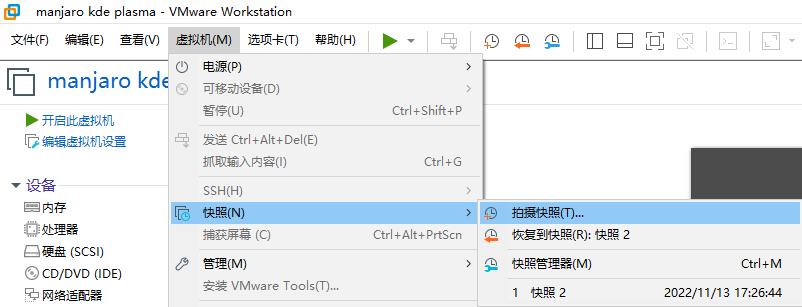 manjaro kde plasma - VMware Workstation
文件(F) 编辑(E) 查看(V) 虚拟机(M) 选项卡(T) 帮助(H)
manjaro kde
电源(P)
可移动设备(D)
开启此虚拟机
暂停(U) Ctrl+Shift+P
编辑虚拟机设置
发送 Ctrl+Alt+Del(E)
抓取输入内容(I) Ctrl+G
设备
SSH(H)
内存
快照(N)
拍摄快照(T)...
处理器
捕获屏幕 (C) Ctrl+Alt+PrtScn
恢复到快照(R): 快照 2
硬盘 (SCSI)
管理(M)
快照管理器(M) Ctrl+M
CD/DVD (IDE)
安装 VMware Tools(T)...
1 快照 2 2022/11/13 17:26:44
网络适配器